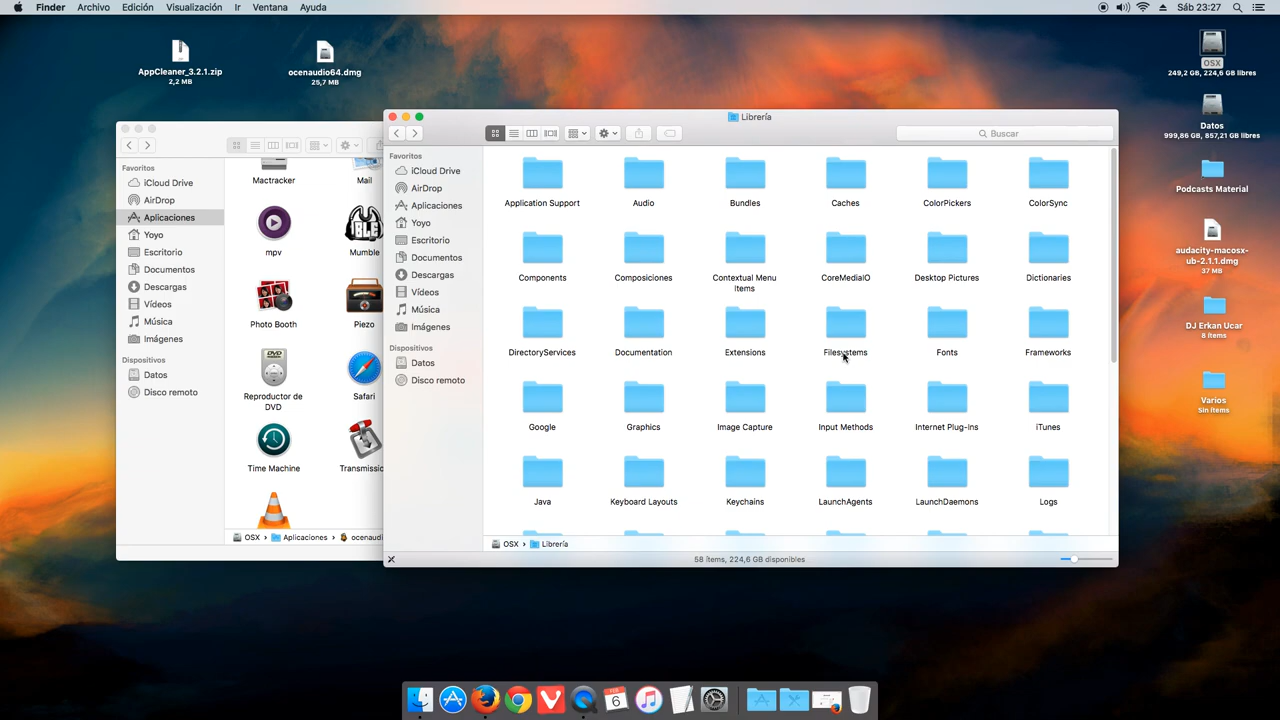 Finder Archivo Edición Visualización Ir Ventana Ayuda
Sáb 23:27
AppCleaner_3.2.1.zip
2,2 MB
ocenaudio64.dmg
25,7 MB
OSX
249,2 GB, 224,6 GB libres
Datos
999,86 GB, 857,21 GB libres
Podcasts Material
audacity-macosx-
ub-2.1.1.dmg
37 MB
DJ Erkan Ucar
8 ítems
Varios
Sin ítems
Favoritos
iCloud Drive
AirDrop
Aplicaciones
Yoyo
Escritorio
Documentos
Descargas
Vídeos
Música
Imágenes
Dispositivos
Datos
Disco remoto
Mactracker Mail
mpv Mumble
Photo Booth Piezo
Reproductor de
DVD
Safari
Time Machine Transmissio
OSX Aplicaciones ocenaud
Librería
Buscar
Favoritos
iCloud Drive
AirDrop
Aplicaciones
Yoyo
Escritorio
Documentos
Descargas
Vídeos
Música
Imágenes
Dispositivos
Datos
Disco remoto
Application Support Audio Bundles Caches ColorPickers ColorSync
Components Composiciones Contextual Menu
Items
CoreMediaIO Desktop Pictures Dictionaries
DirectoryServices Documentation Extensions Filesystems Fonts Frameworks
Google Graphics Image Capture Input Methods Internet Plug-Ins iTunes
Java Keyboard Layouts Keychains LaunchAgents LaunchDaemons Logs
OSX Librería
58 ítems, 224,6 GB disponibles
6